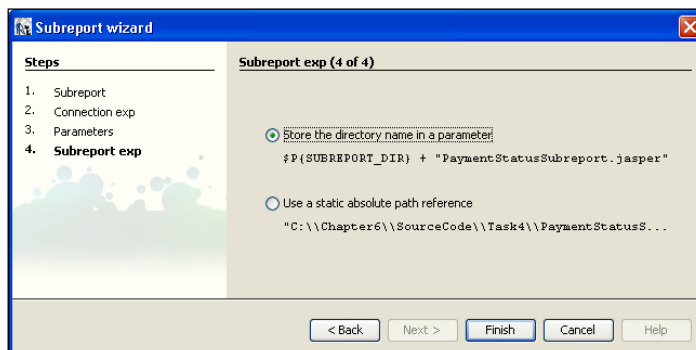 Subreport wizard
Steps
1. Subreport
2. Connection exp
3. Parameters
4. Subreport exp
Subreport exp (4 of 4)
Store the directory name in a parameter
$P{SUBREPORT_DIR} + "PaymentStatusSubreport.jasper"
Use a static absolute path reference
"C:\\Chapter6\\SourceCode\\Task4\\PaymentStatusS...
< Back Next > Finish Cancel Help